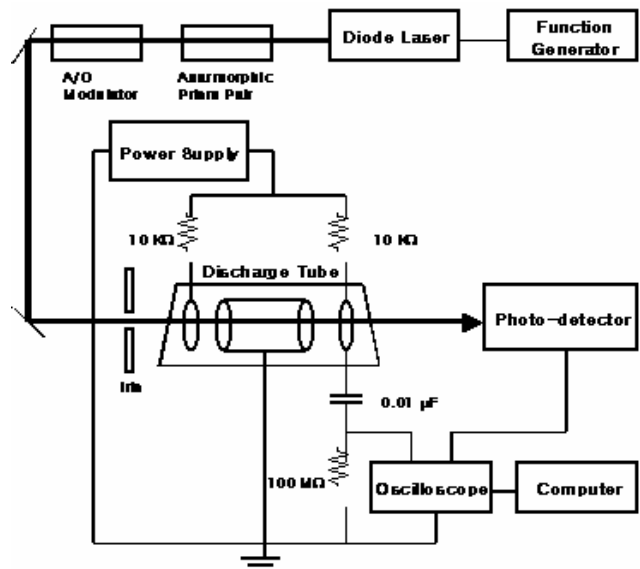 Diode Laser
Function
Generator
A/O
Modulator
Anarmorphic
Prism Pair
Power Supply
10 KΩ
10 KΩ
Discharge Tube
Photo-detector
Iris
0.01 µF
100 MΩ
Oscilloscope
Computer